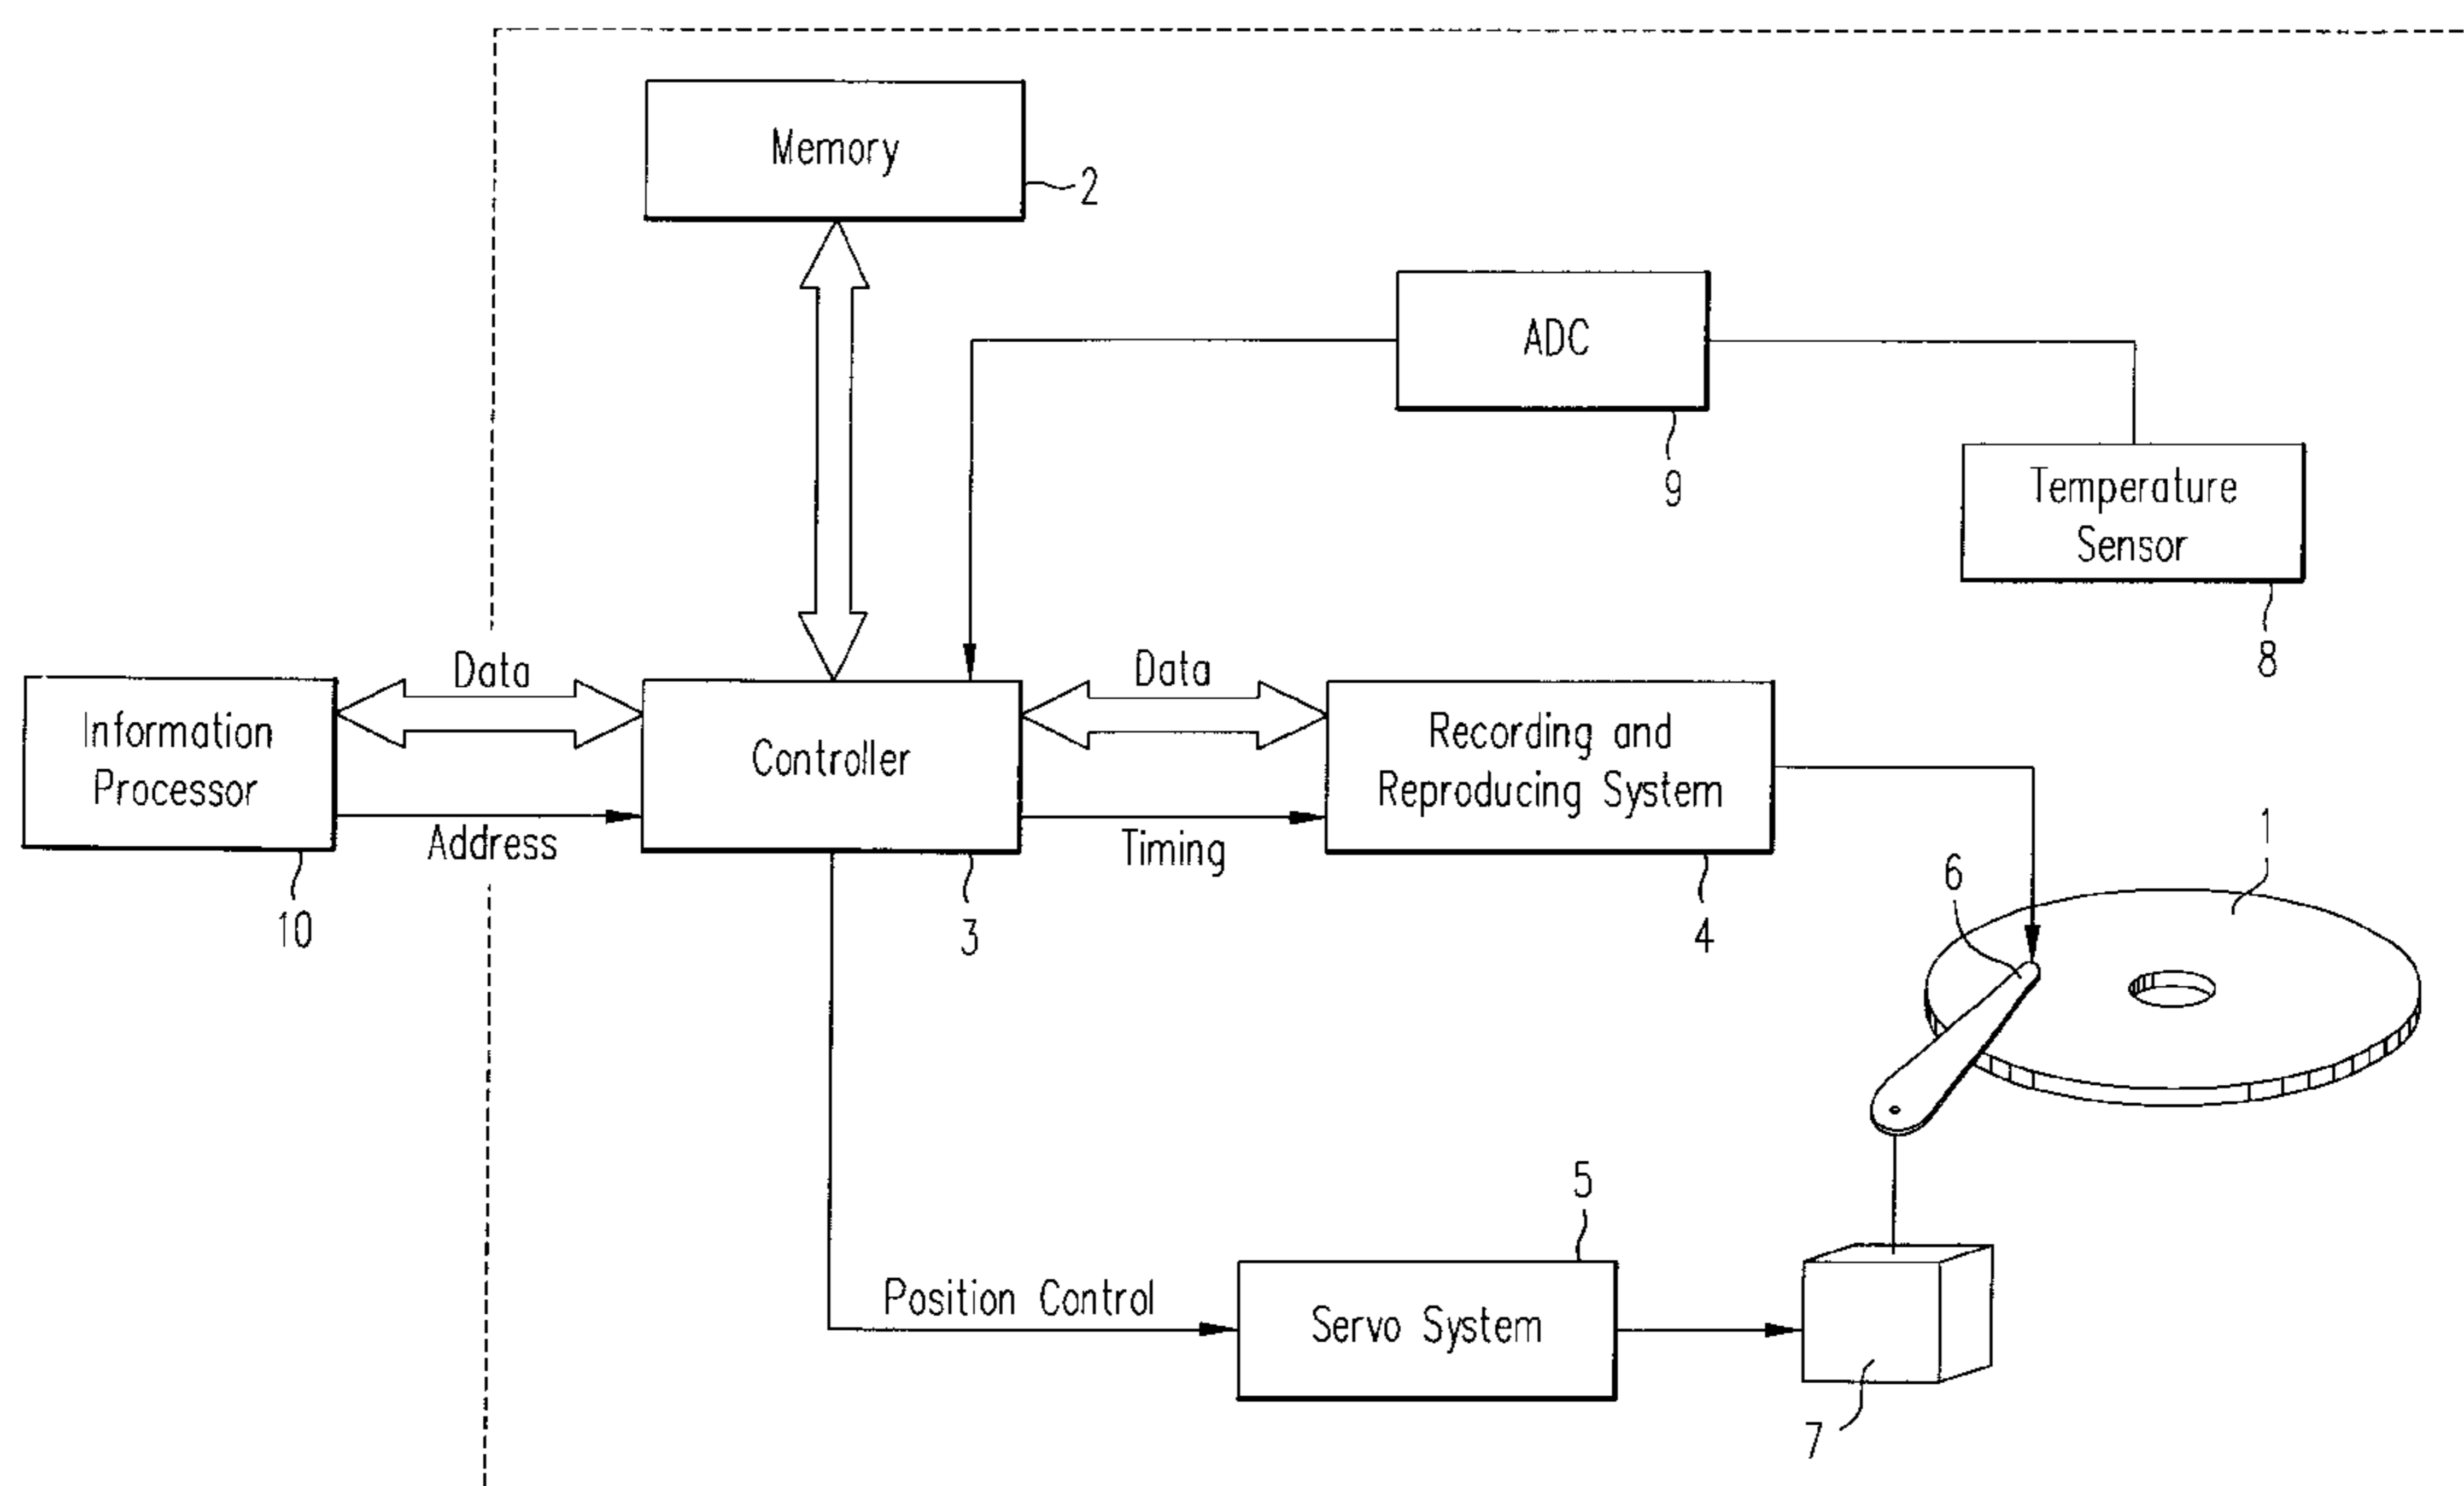 Memory
2
ADC
9
Temperature
Sensor
8
Data
Data
Information
Processor
10
Address
Controller
3
Timing
Recording and
Reproducing System
4
6
1
Position Control
5
Servo System
7